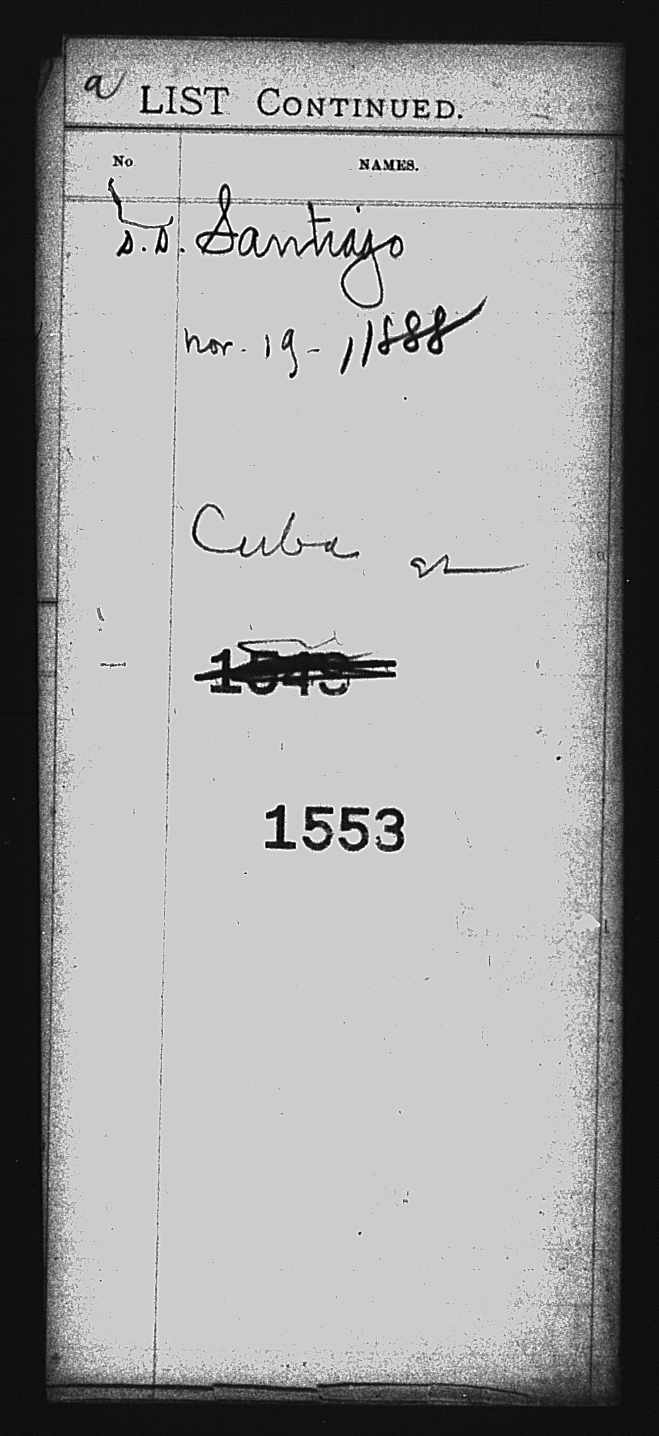 a LIST CONTINUED.
No NAMES.
S.S. Santiago
Nov. 19 - 1888
Cuba
1553